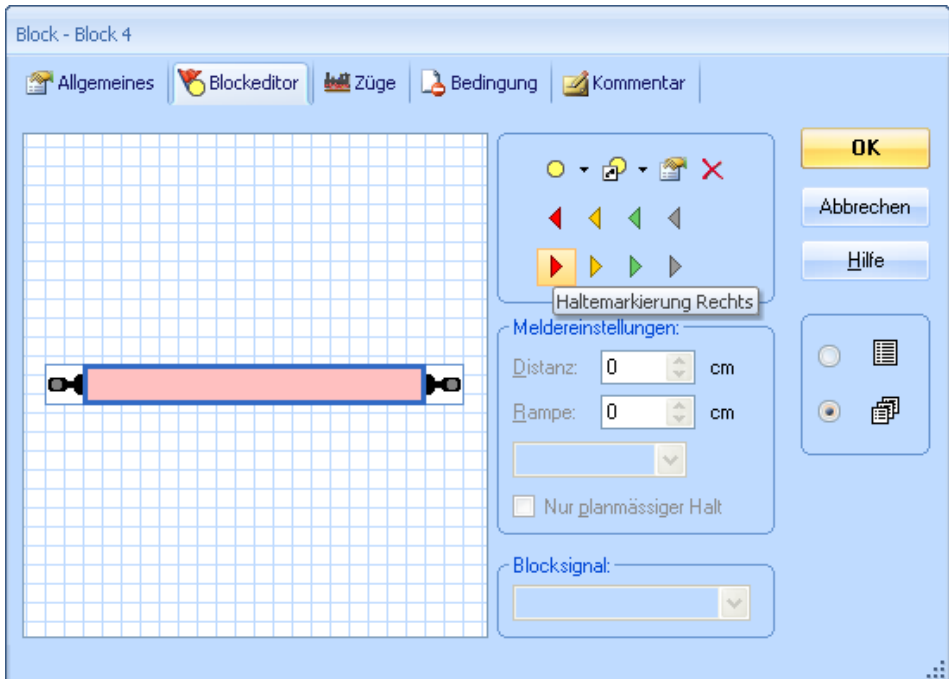 Block - Block 4
Allgemeines Blockeditor Züge Bedingung Kommentar
OK
Abbrechen
Hilfe
Haltemarkierung Rechts
Meldereinstellungen:
Distanz: 0 cm
Rampe: 0 cm
Nur planmässiger Halt
Blocksignal: